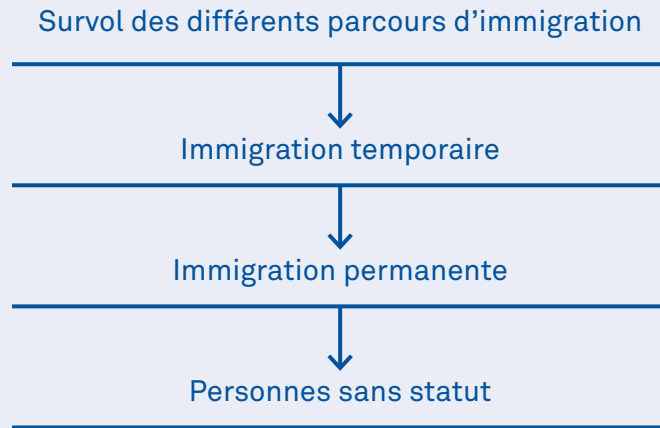 Survol des différents parcours d’immigration
Immigration temporaire
Immigration permanente
Personnes sans statut